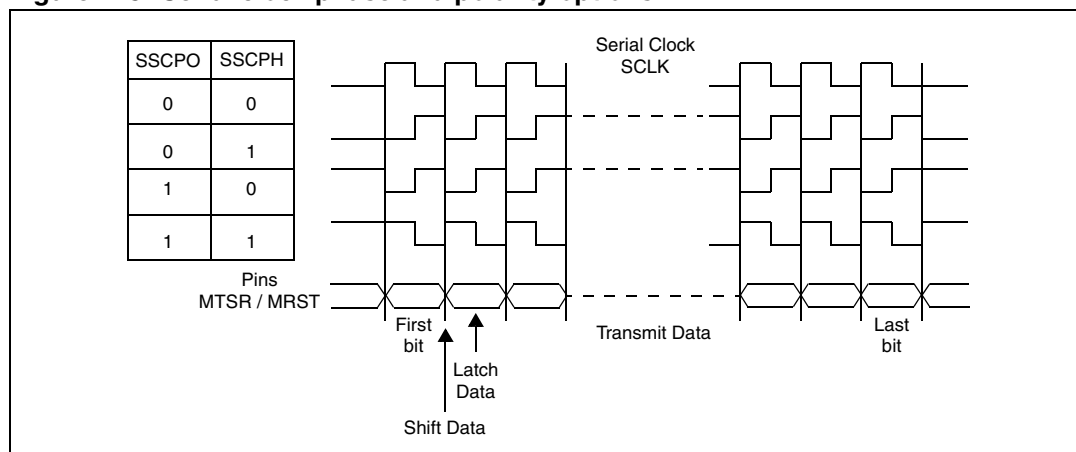 SSCPO SSCPH
0 0
0 1
1 0
1 1
Serial Clock
SCLK
Pins
MTSR / MRST
First
bit
Transmit Data
Last
bit
Latch
Data
Shift Data